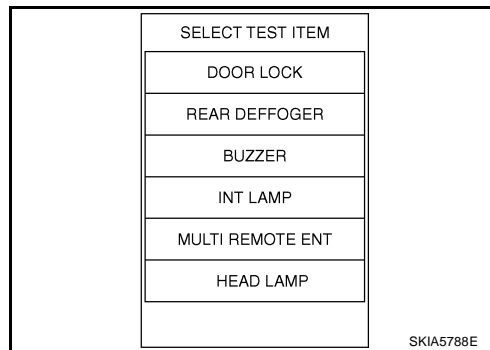 SELECT TEST ITEM
DOOR LOCK
REAR DEFFOGER
BUZZER
INT LAMP
MULTI REMOTE ENT
HEAD LAMP
SKIA5788E